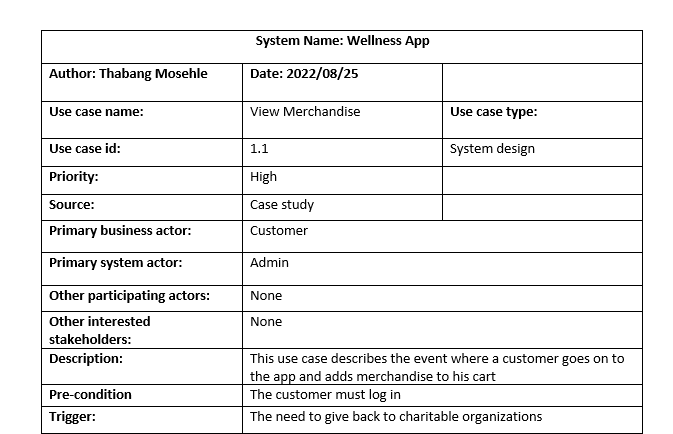 System Name: Wellness App
Author: Thabang Mosehle Date: 2022/08/25
Use case name: View Merchandise Use case type:
Use case id: 1.1 System design
Priority: High
Source: Case study
Primary business actor: Customer
Primary system actor: Admin
Other participating actors: None
Other interested None
stakeholders:
Description: This use case describes the event where a customer goes on to
the app and adds merchandise to his cart
Pre-condition The customer must log in
Trigger: The need to give back to charitable organizations